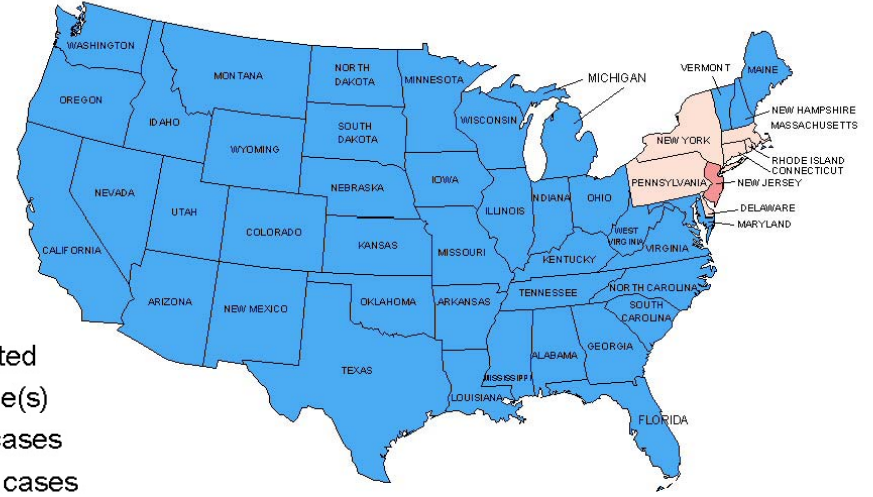 WASHINGTON
MONTANA
NORTH
DAKOTA
MINNESOTA
MICHIGAN
VERMONT
MAINE
OREGON
IDAHO
SOUTH
DAKOTA
WISCONSIN
NEW YORK
NEW HAMPSHIRE
MASSACHUSETTS
WYOMING
RHODE ISLAND
CONNECTICUT
NEVADA
NEBRASKA
IOWA
PENNSYLVANIA
NEW JERSEY
UTAH
ILLINOIS
INDIANA
OHIO
DELAWARE
MARYLAND
CALIFORNIA
COLORADO
KANSAS
MISSOURI
WEST
VIRGINIA
VIRGINIA
KENTUCKY
ARIZONA
NEW MEXICO
OKLAHOMA
ARKANSAS
TENNESSEE
NORTH CAROLINA
SOUTH
CAROLINA
TEXAS
MISSISSIPPI
ALABAMA
GEORGIA
LOUISIANA
FLORIDA
ted
e(s)
cases
cases